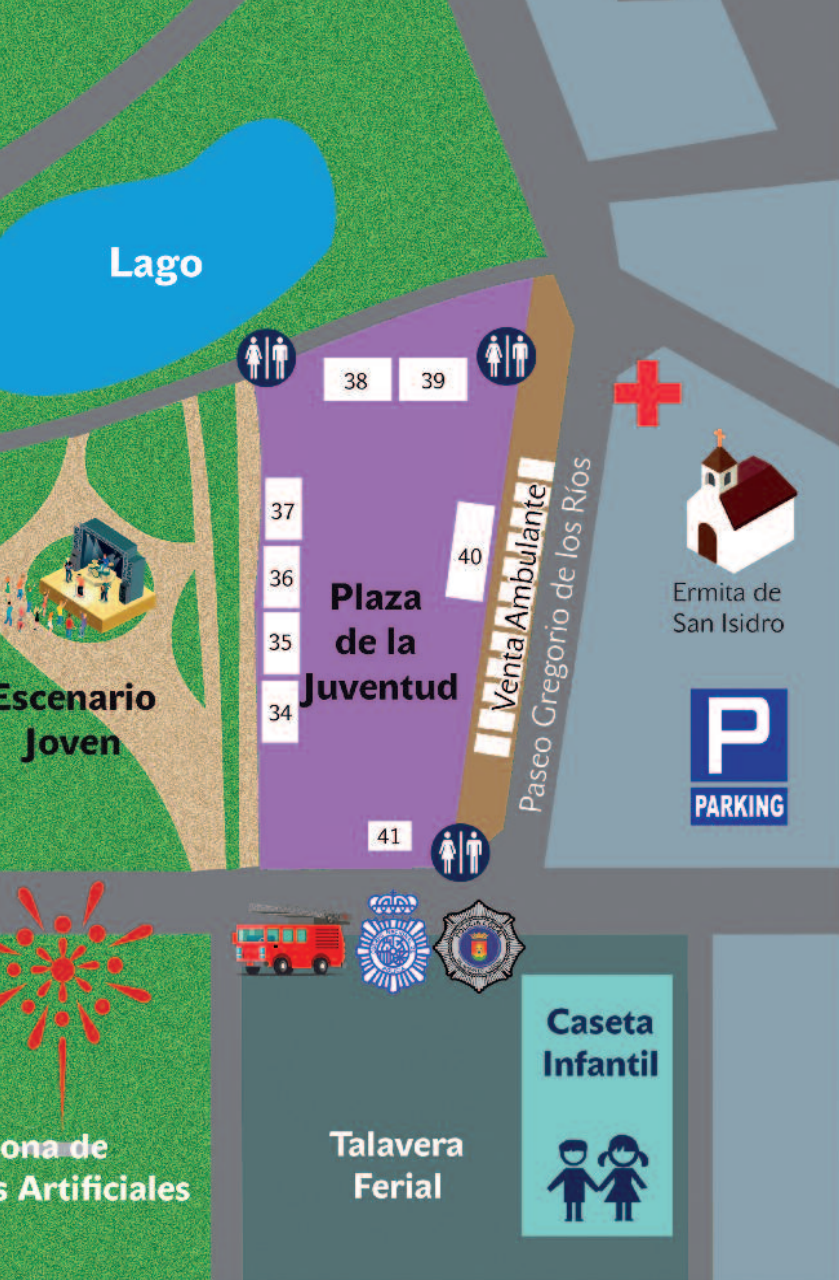 Lago
38
39
37
36
35
34
40
41
Plaza
de la
Juventud
Venta Ambulante
Paseo Gregorio de los Ríos
Ermita de
San Isidro
P
PARKING
Escenario
Joven
Caseta
Infantil
Talavera
Ferial
ona de
s Artificiales